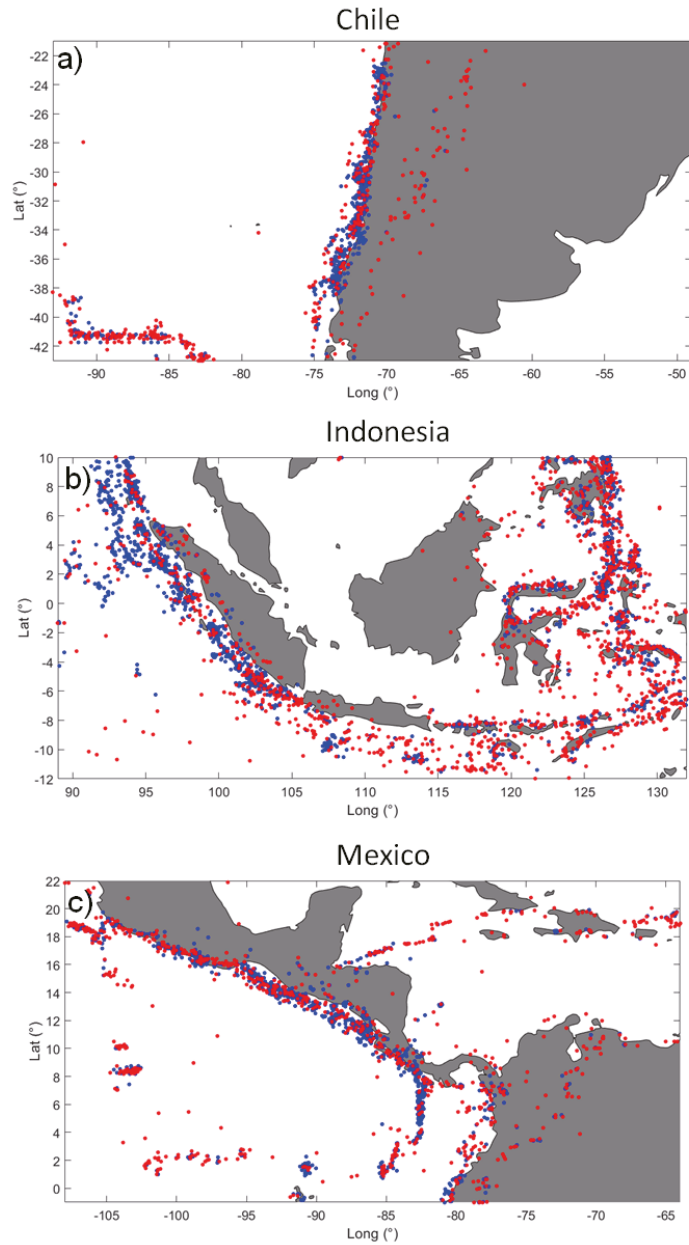 Chile
a)
-22
-24
-26
-28
-30
-32
-34
-36
-38
-40
-42
Lat (°)
-90 -85 -80 -75 -70 -65 -60 -55 -50
Long (°)
Indonesia
b)
10
8
6
4
2
0
-2
-4
-6
-8
-10
-12
Lat (°)
90 95 100 105 110 115 120 125 130
Long (°)
Mexico
c)
22
20
18
16
14
12
10
8
6
4
2
0
Lat (°)
-105 -100 -95 -90 -85 -80 -75 -70 -65
Long (°)